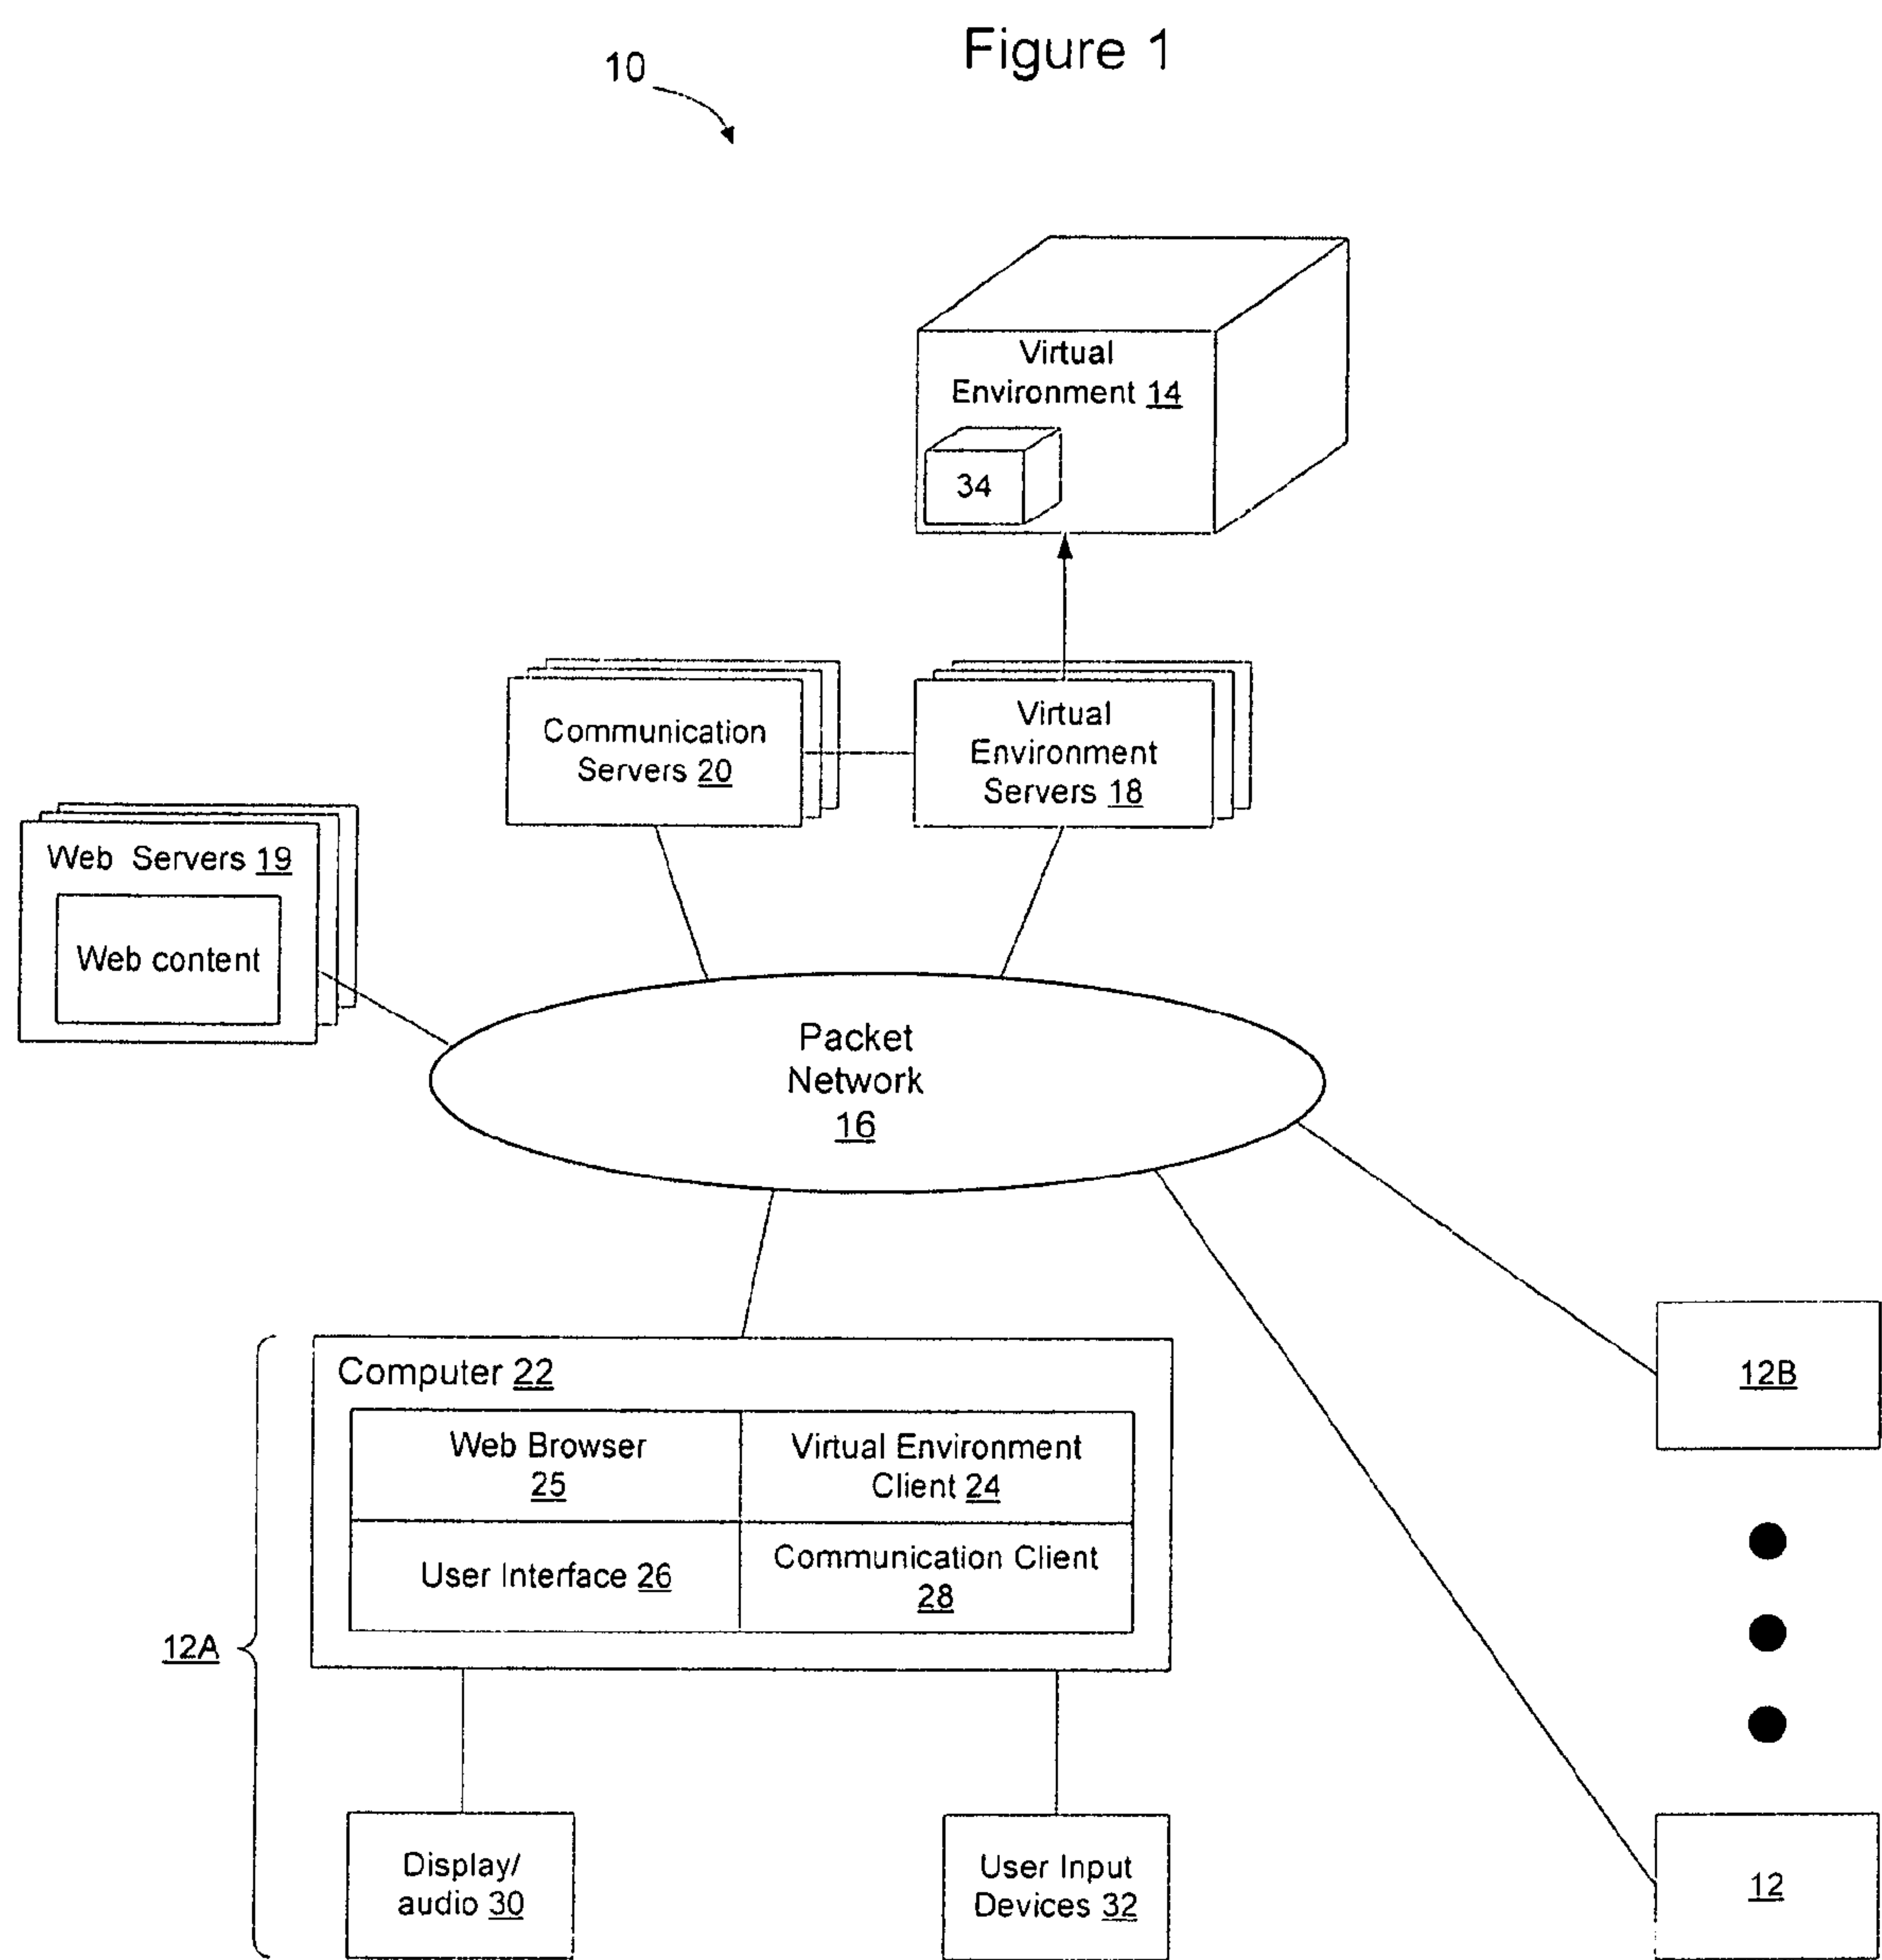 Figure 1
10
Virtual
Environment 14
34
Communication
Servers 20
Virtual
Environment
Servers 18
Web Servers 19
Web content
Packet
Network
16
Computer 22
Web Browser
25
Virtual Environment
Client 24
User Interface 26
Communication Client
28
12A
12B
Display/
audio 30
User Input
Devices 32
12